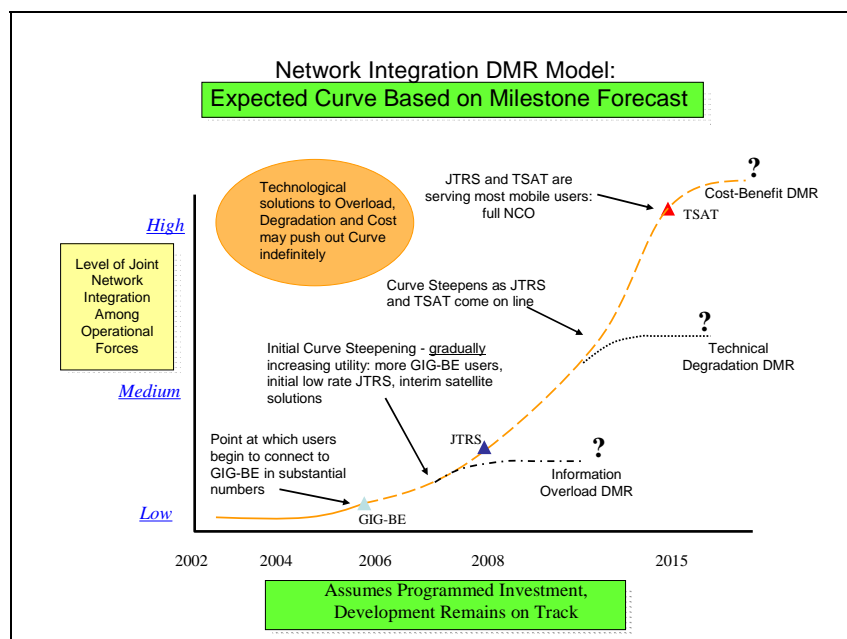 Network Integration DMR Model:
Expected Curve Based on Milestone Forecast
Technological
solutions to Overload,
Degradation and Cost
may push out Curve
indefinitely
JTRS and TSAT are
serving most mobile users:
full NCO
?
Cost-Benefit DMR
TSAT
High
Level of Joint
Network
Integration
Among
Operational
Forces
Curve Steepens as JTRS
and TSAT come on line
?
Technical
Degradation DMR
Initial Curve Steepening - gradually
increasing utility: more GIG-BE users,
initial low rate JTRS, interim satellite
solutions
Medium
JTRS
Point at which users
begin to connect to
GIG-BE in substantial
numbers
?
Information
Overload DMR
Low
GIG-BE
2002 2004 2006 2008 2015
Assumes Programmed Investment,
Development Remains on Track